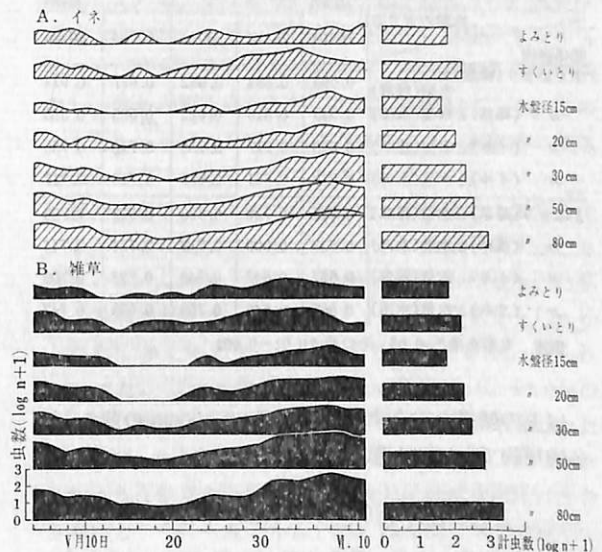 A. イネ
よみとり
すくいとり
水盤径15cm
〃 20cm
〃 30cm
〃 50cm
〃 80cm
B. 雑草
よみとり
すくいとり
水盤径15cm
〃 20cm
〃 30cm
〃 50cm
〃 80cm
虫数(log n+1)
3
2
1
0
V月10日 20 30 VI. 10
0 1 2 3 計虫数(log n+1)